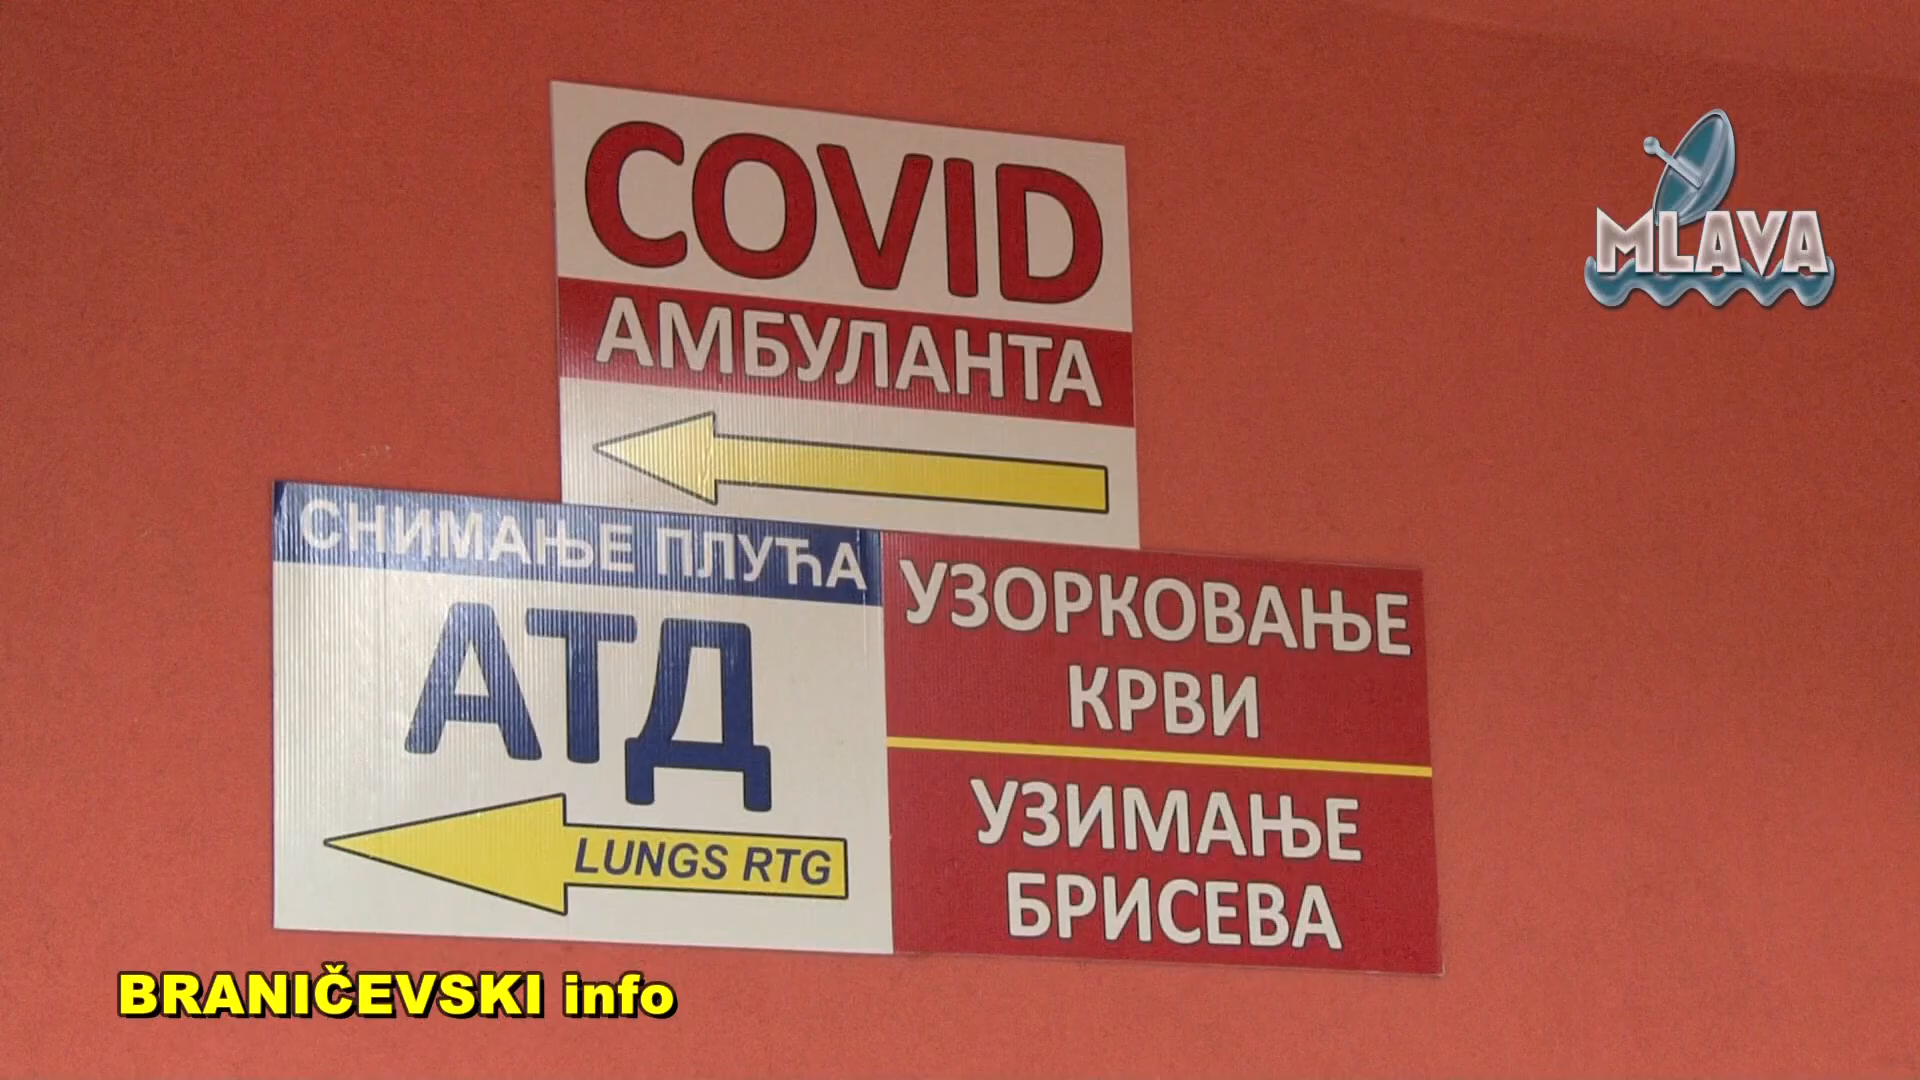 COVID
АМБУЛАНТА
СНИМАЊЕ ПЛУЋА
АТД
LUNGS RTG
УЗОРКОВАЊЕ
КРВИ
УЗИМАЊЕ
БРИСЕВА
MLAVA
BRANIČEVSKI info